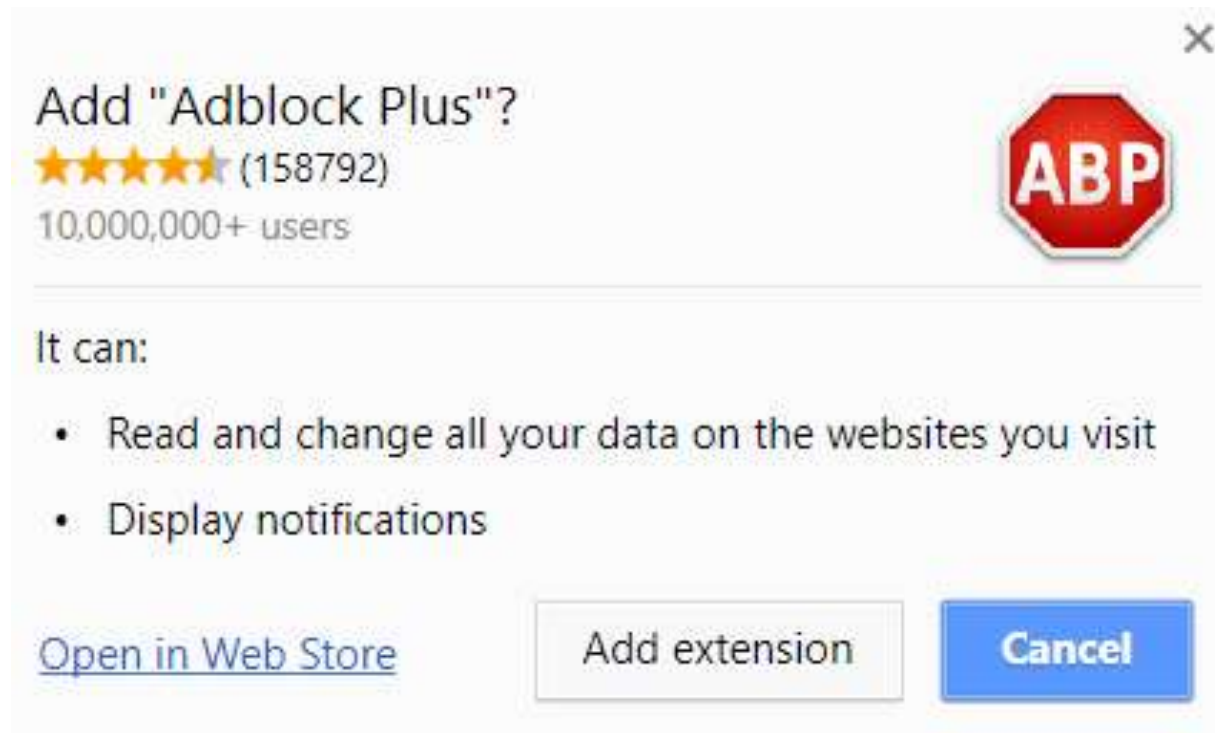 Add "Adblock Plus"?
(158792)
10,000,000+ users
ABP
It can:
• Read and change all your data on the websites you visit
• Display notifications
Open in Web Store
Add extension
Cancel